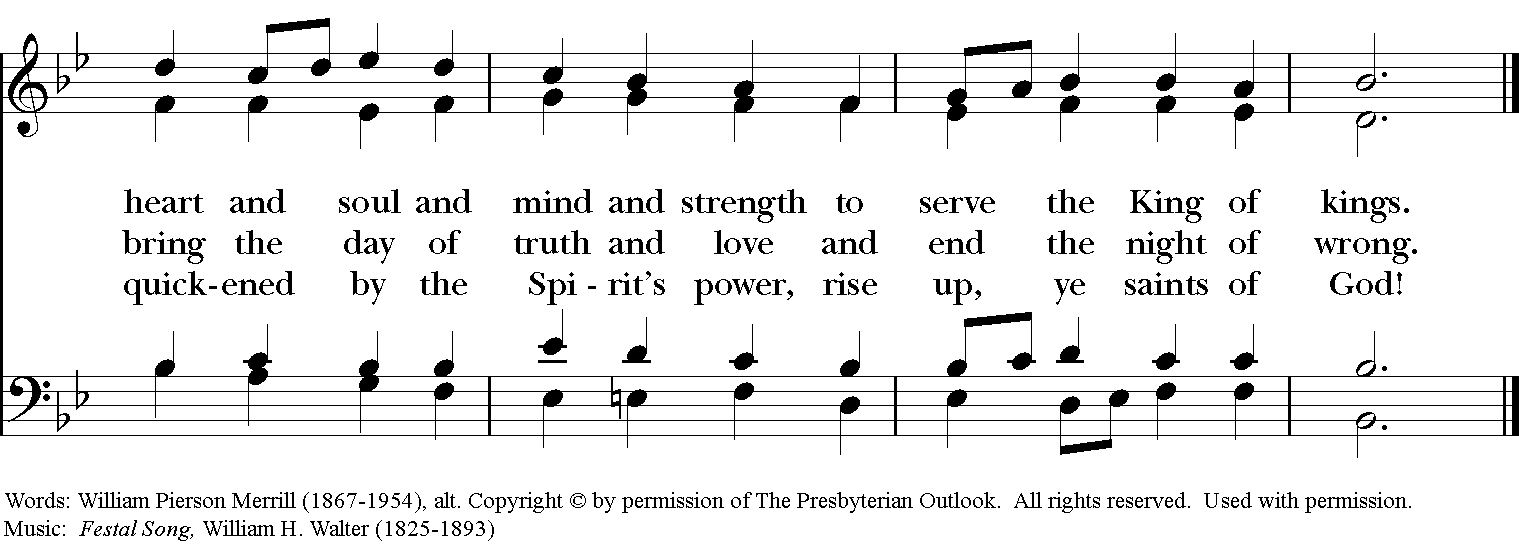 heart and soul and mind and strength to serve the King of kings.
bring the day of truth and love and end the night of wrong.
quick-ened by the Spi - rit's power, rise up, ye saints of God!
Words: William Pierson Merrill (1867-1954), alt. Copyright © by permission of The Presbyterian Outlook.  All rights reserved.  Used with permission.
Music:  Festal Song, William H. Walter (1825-1893)